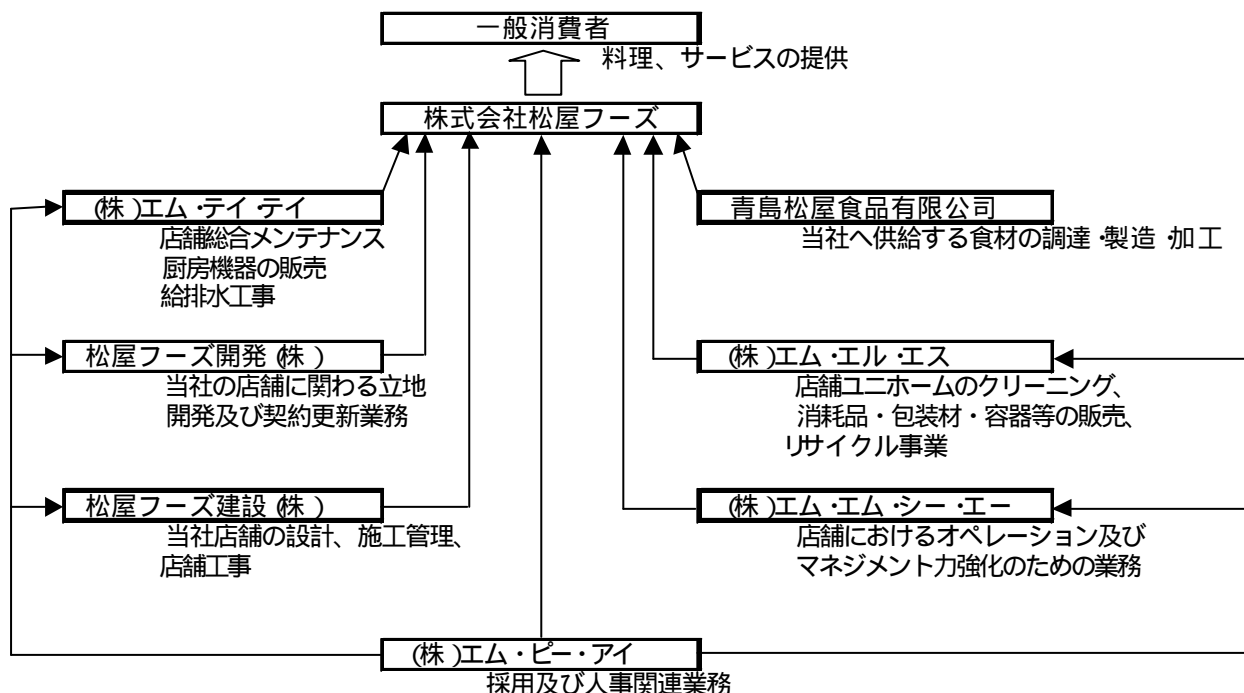 一般消費者
料理、サービスの提供
株式会社松屋フーズ
(株)エム・テイ・テイ
店舗総合メンテナンス
厨房機器の販売
給排水工事
青島松屋食品有限公司
当社へ供給する食材の調達・製造・加工
松屋フーズ開発(株)
当社の店舗に関わる立地
開発及び契約更新業務
(株)エム・エル・エス
店舗ユニホームのクリーニング、
消耗品・包装材・容器等の販売、
リサイクル事業
松屋フーズ建設(株)
当社店舗の設計、施工管理、
店舗工事
(株)エム・エム・シー・エー
店舗におけるオペレーション及び
マネジメント力強化のための業務
(株)エム・ピー・アイ
採用及び人事関連業務